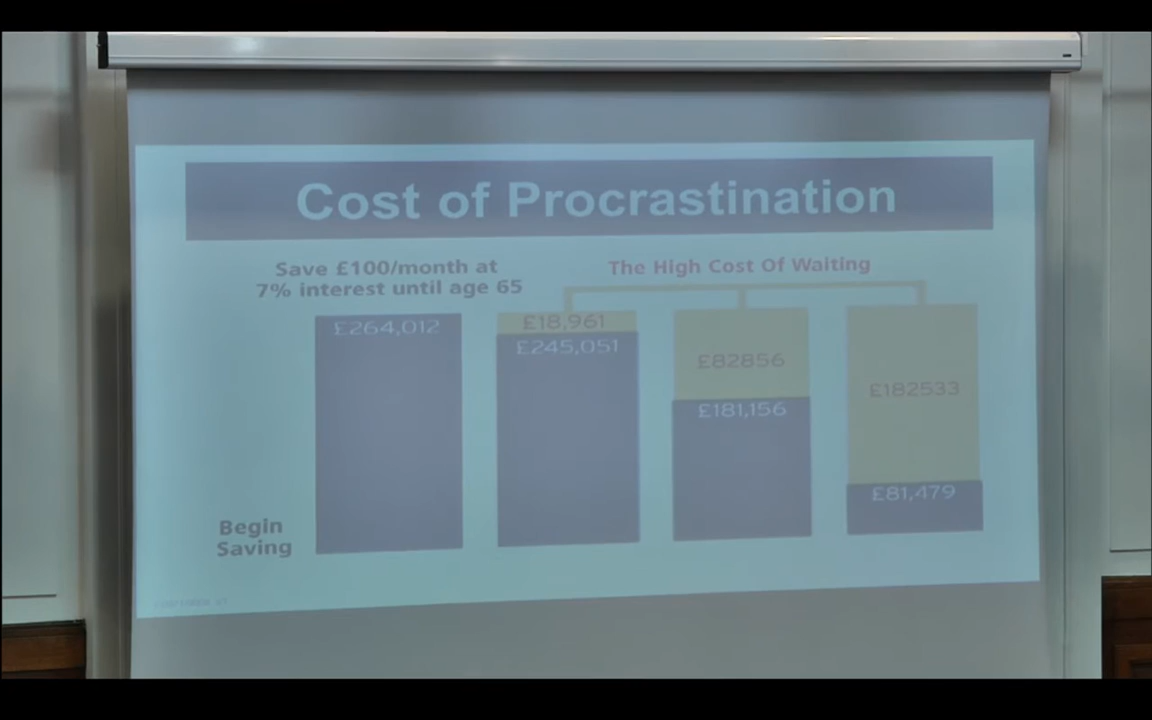 Cost of Procrastination
Save £100/month at
7% interest until age 65
The High Cost Of Waiting
£264,012
£18,961
£245,051
£82856
£181,156
£182533
£81,479
Begin
Saving